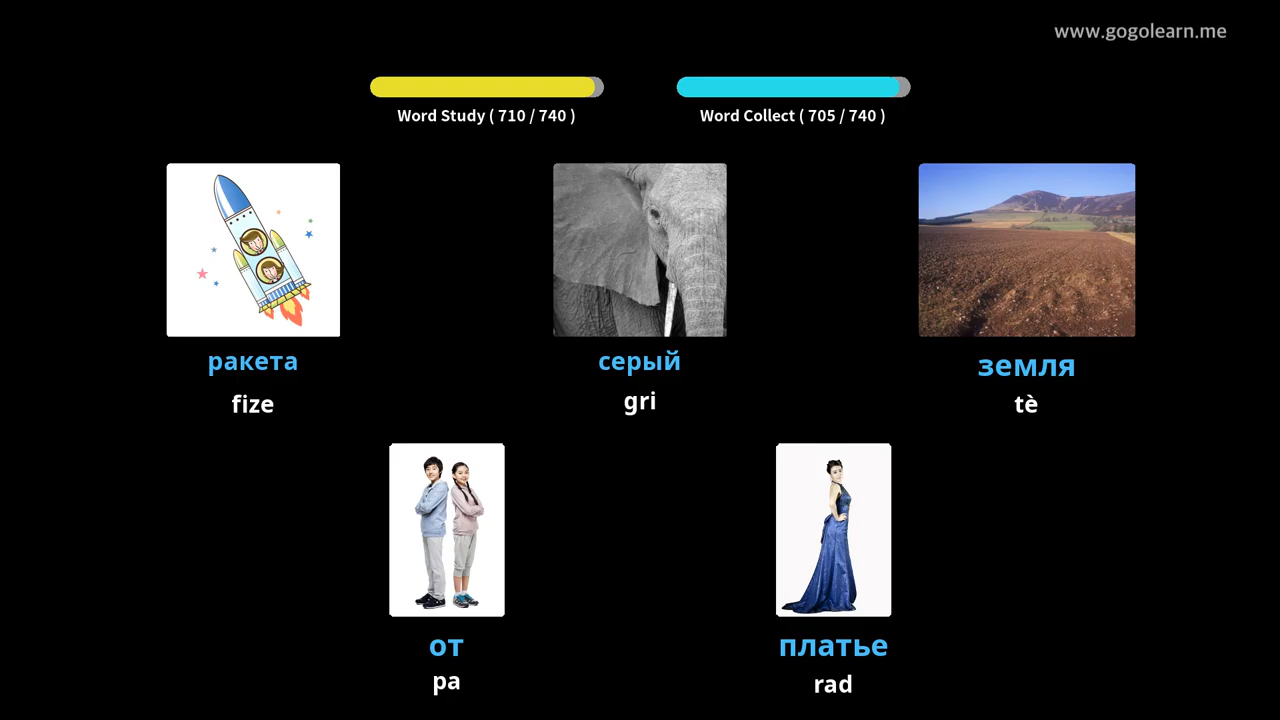 www.gogolearn.me
Word Study ( 710 / 740 )
Word Collect ( 705 / 740 )
ракета
серый
земля
fize
gri
tè
от
платье
pa
rad